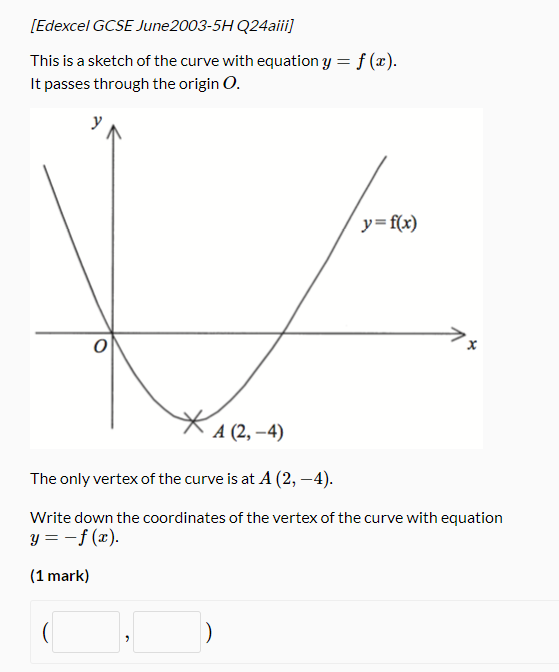 [Edexcel GCSE June2003-5H Q24aiii]
This is a sketch of the curve with equation y = f (x).
It passes through the origin O.
y
y = f(x)
O
x
A (2, −4)
The only vertex of the curve is at A (2, −4).
Write down the coordinates of the vertex of the curve with equation
y = −f (x).
(1 mark)
( , )